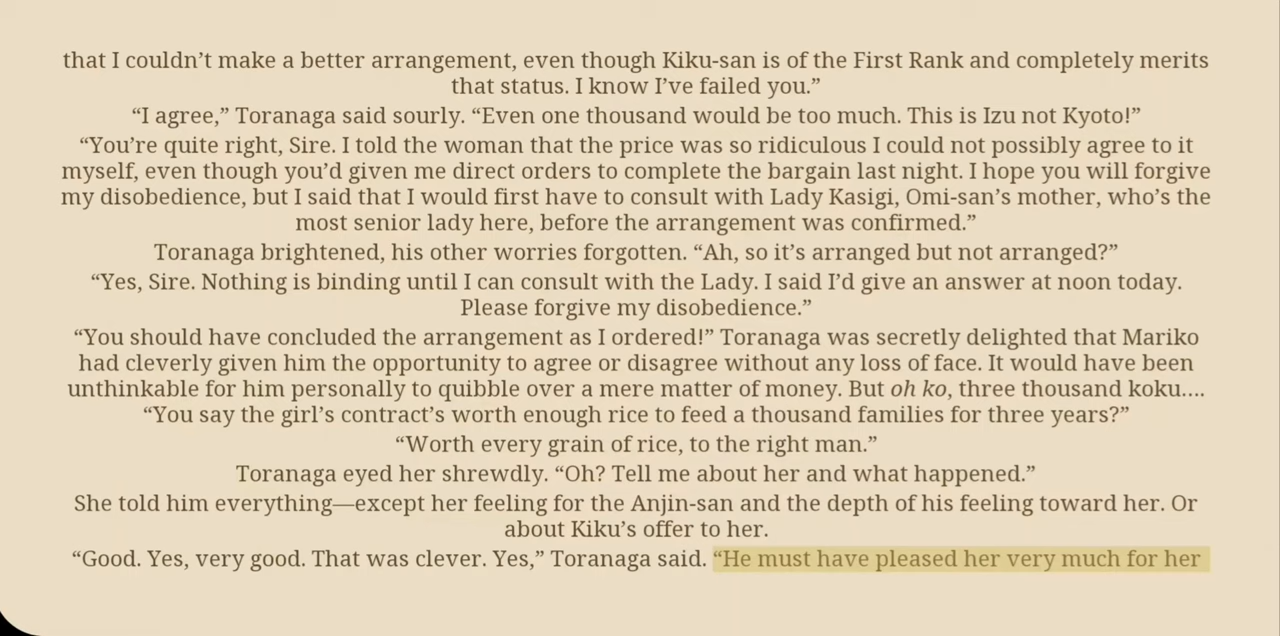 that I couldn’t make a better arrangement, even though Kiku-san is of the First Rank and completely merits
that status. I know I’ve failed you.”
“I agree,” Toranaga said sourly. “Even one thousand would be too much. This is Izu not Kyoto!”
“You’re quite right, Sire. I told the woman that the price was so ridiculous I could not possibly agree to it
myself, even though you’d given me direct orders to complete the bargain last night. I hope you will forgive
my disobedience, but I said that I would first have to consult with Lady Kasigi, Omi-san’s mother, who’s the
most senior lady here, before the arrangement was confirmed.”
Toranaga brightened, his other worries forgotten. “Ah, so it’s arranged but not arranged?”
“Yes, Sire. Nothing is binding until I can consult with the Lady. I said I’d give an answer at noon today.
Please forgive my disobedience.”
“You should have concluded the arrangement as I ordered!” Toranaga was secretly delighted that Mariko
had cleverly given him the opportunity to agree or disagree without any loss of face. It would have been
unthinkable for him personally to quibble over a mere matter of money. But oh ko, three thousand koku....
“You say the girl’s contract’s worth enough rice to feed a thousand families for three years?”
“Worth every grain of rice, to the right man.”
Toranaga eyed her shrewdly. “Oh? Tell me about her and what happened.”
She told him everything—except her feeling for the Anjin-san and the depth of his feeling toward her. Or
about Kiku’s offer to her.
“Good. Yes, very good. That was clever. Yes,” Toranaga said. “He must have pleased her very much for her